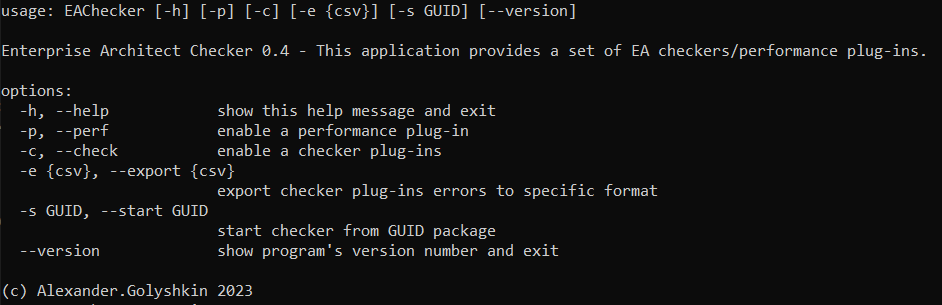 usage: EAChecker [-h] [-p] [-c] [-e {csv}] [-s GUID] [--version]
Enterprise Architect Checker 0.4 - This application provides a set of EA checkers/performance plug-ins.
options:
-h, --help show this help message and exit
-p, --perf enable a performance plug-in
-c, --check enable a checker plug-ins
-e {csv}, --export {csv}
export checker plug-ins errors to specific format
-s GUID, --start GUID
start checker from GUID package
--version show program's version number and exit
(c) Alexander.Golyshkin 2023